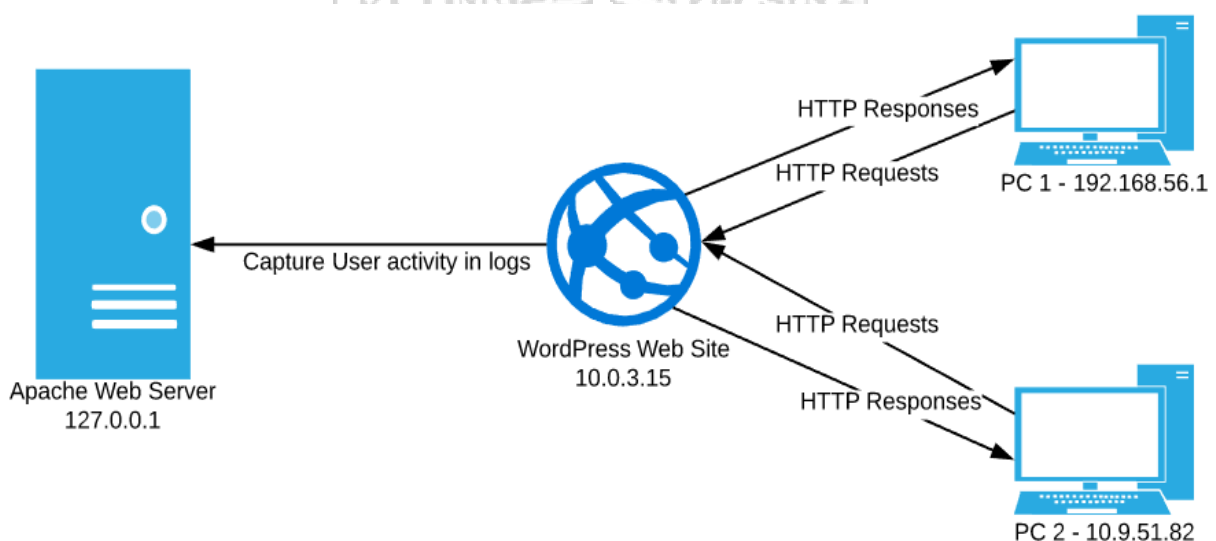 HTTP Responses
HTTP Requests
PC 1 - 192.168.56.1
Capture User activity in logs
HTTP Requests
WordPress Web Site
10.0.3.15
Apache Web Server
127.0.0.1
HTTP Responses
PC 2 - 10.9.51.82